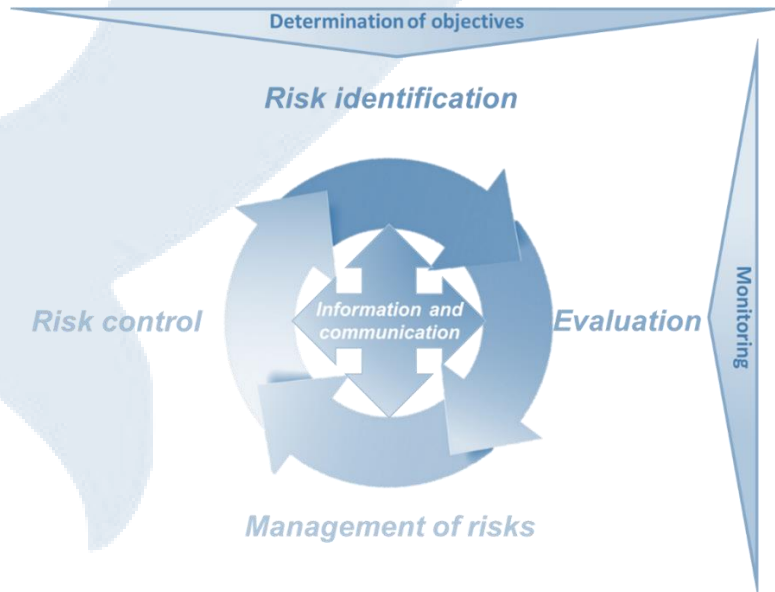 Determination of objectives
Risk identification
Risk control
Information and
communication
Evaluation
Monitoring
Management of risks